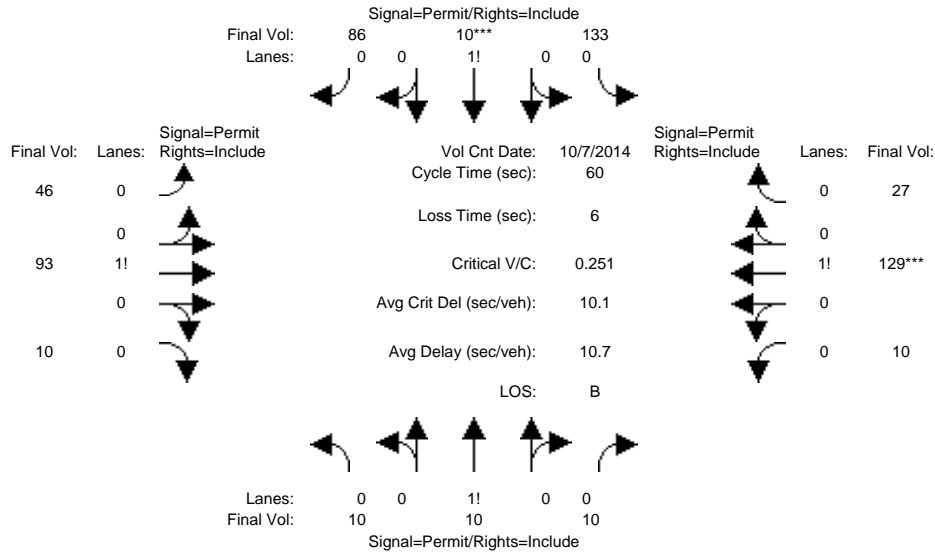 Signal=Permit/Rights=Include
Final Vol: 86 10*** 133
Lanes: 0 0 1! 0 0
Signal=Permit
Final Vol: Lanes: Rights=Include
Vol Cnt Date: 10/7/2014
Signal=Permit
Rights=Include Lanes: Final Vol:
Cycle Time (sec): 60
46 0
0 27
Loss Time (sec): 6
0
0
93 1!
Critical V/C: 0.251
1! 129***
0
Avg Crit Del (sec/veh): 10.1
0
10 0
Avg Delay (sec/veh): 10.7
0 10
LOS: B
Lanes: 0 0 1! 0 0
Final Vol: 10 10 10
Signal=Permit/Rights=Include